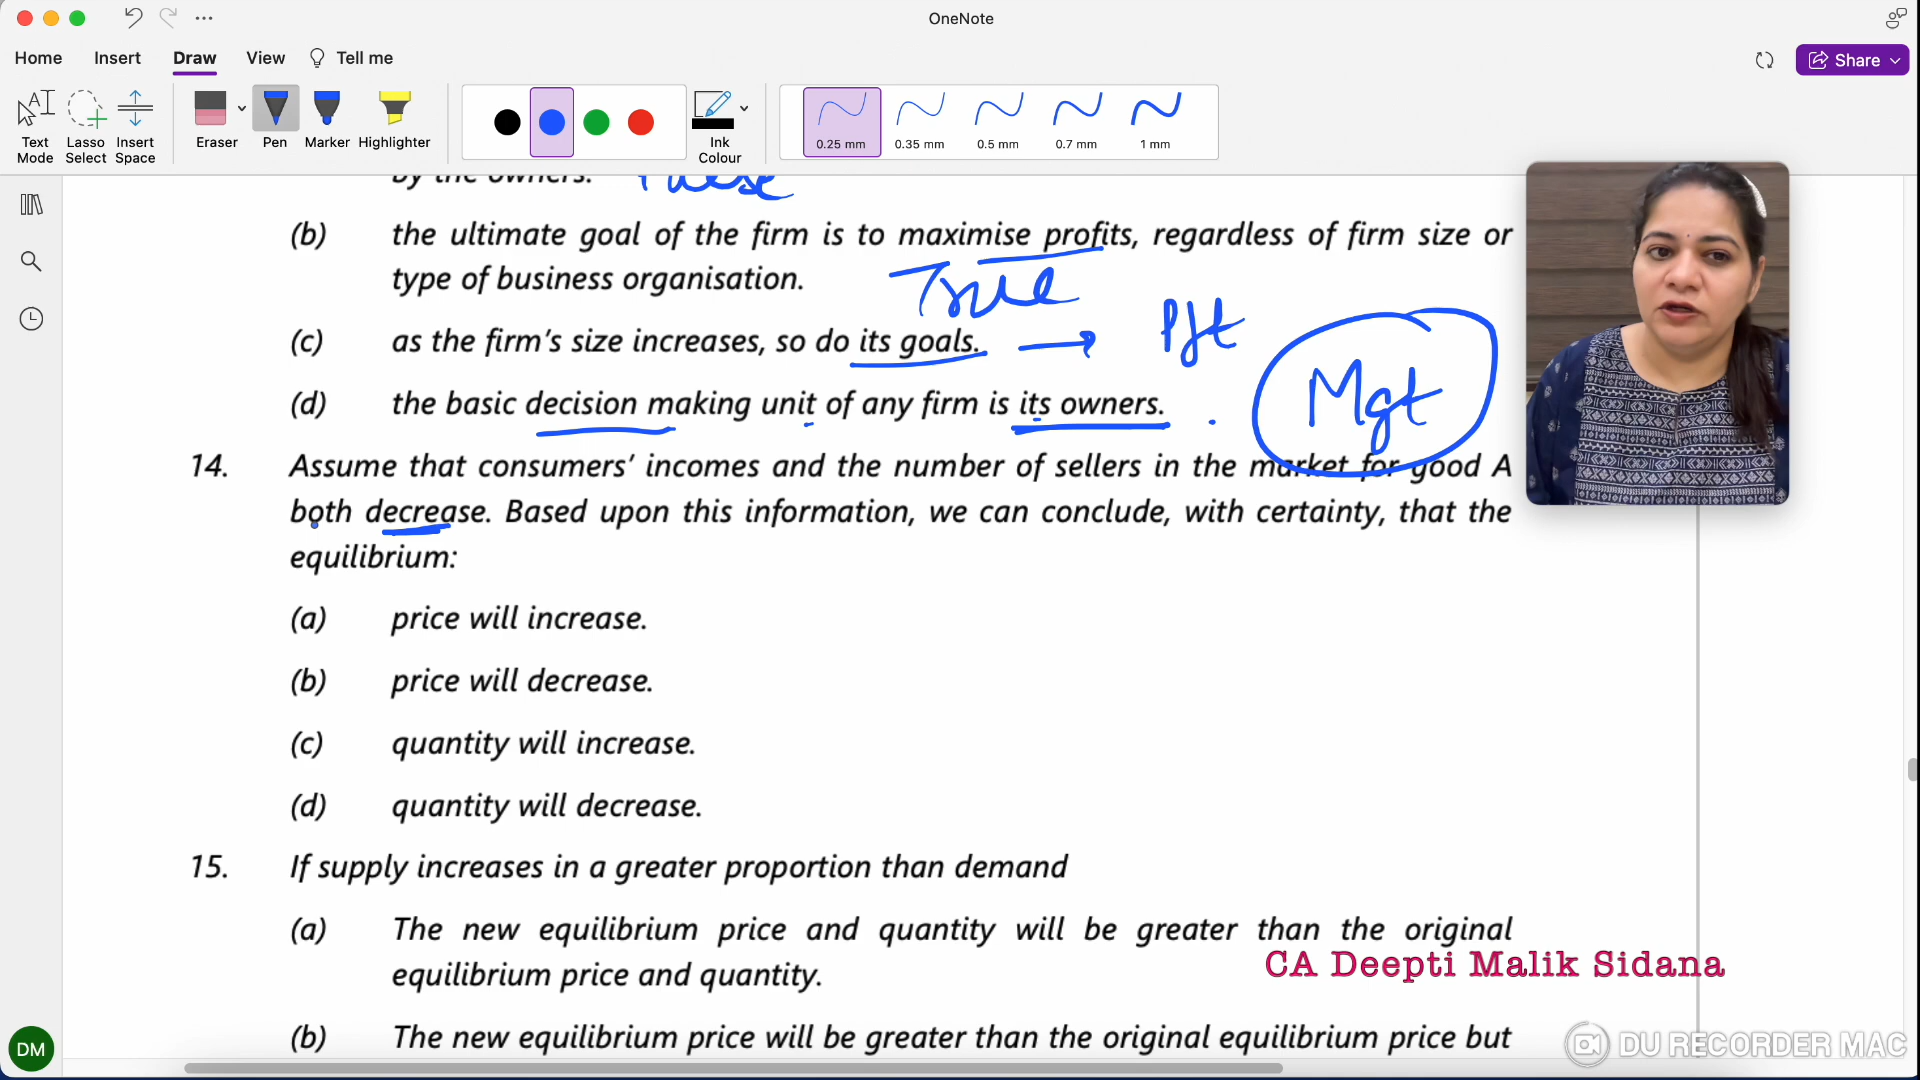 OneNote
Home Insert Draw View Tell me
Share
Text Mode
Lasso Select
Insert Space
Eraser
Pen
Marker
Highlighter
Ink Colour
0.25 mm
0.35 mm
0.5 mm
0.7 mm
1 mm
by the owners.
(b) the ultimate goal of the firm is to maximise profits, regardless of firm size or
type of business organisation. True
(c) as the firm's size increases, so do its goals. → Pft
(d) the basic decision making unit of any firm is its owners. Mgt
14. Assume that consumers' incomes and the number of sellers in the market for good A
both decrease. Based upon this information, we can conclude, with certainty, that the
equilibrium:
(a) price will increase.
(b) price will decrease.
(c) quantity will increase.
(d) quantity will decrease.
15. If supply increases in a greater proportion than demand
(a) The new equilibrium price and quantity will be greater than the original
equilibrium price and quantity.
CA Deepti Malik Sidana
(b) The new equilibrium price will be greater than the original equilibrium price but
DM
DU RECORDER MAC